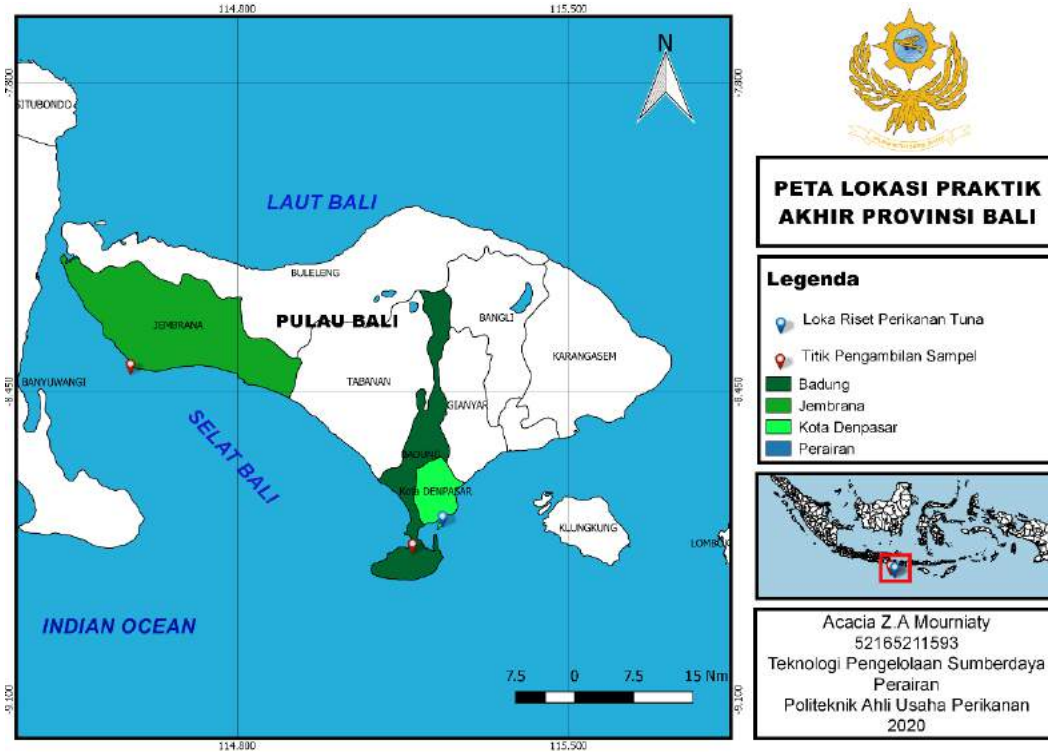 114.800
115.500
-7.800
-7.800
N
SITUBONDO
LAUT BALI
BULELENG
PULAU BALI
JEMBRANA
BANGLI
KARANGASEM
TABANAN
BANYUWANGI
-8.450
-8.450
GIANYAR
SELAT BALI
BADUNG
Kota DENPASAR
KLUNGKUNG
LOMBO
INDIAN OCEAN
7.5 0 7.5 15 Nm
-9.100
-9.100
114.800
115.500
PETA LOKASI PRAKTIK
AKHIR PROVINSI BALI
Legenda
Loka Riset Perikanan Tuna
Titik Pengambilan Sampel
Badung
Jembrana
Kota Denpasar
Perairan
Acacia Z.A Mourniaty
52165211593
Teknologi Pengelolaan Sumberdaya
Perairan
Politeknik Ahli Usaha Perikanan
2020